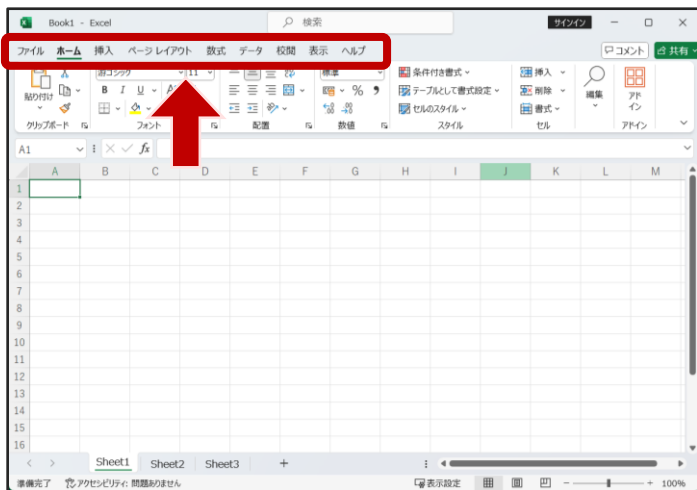 Book1 - Excel
検索
サインイン
ファイル ホーム 挿入 ページ レイアウト 数式 データ 校閲 表示 ヘルプ
コメント 共有
游ゴシック 11 標準 条件付き書式 挿入
貼り付け B I U テーブルとして書式設定 削除 編集 アドイン
セルのスタイル 書式
クリップボード フォント 配置 数値 スタイル セル アドイン
A1 fx
A B C D E F G H I J K L M
1
2
3
4
5
6
7
8
9
10
11
12
13
14
15
16
Sheet1 Sheet2 Sheet3 +
準備完了 アクセシビリティ: 問題ありません 表示設定 - + 100%